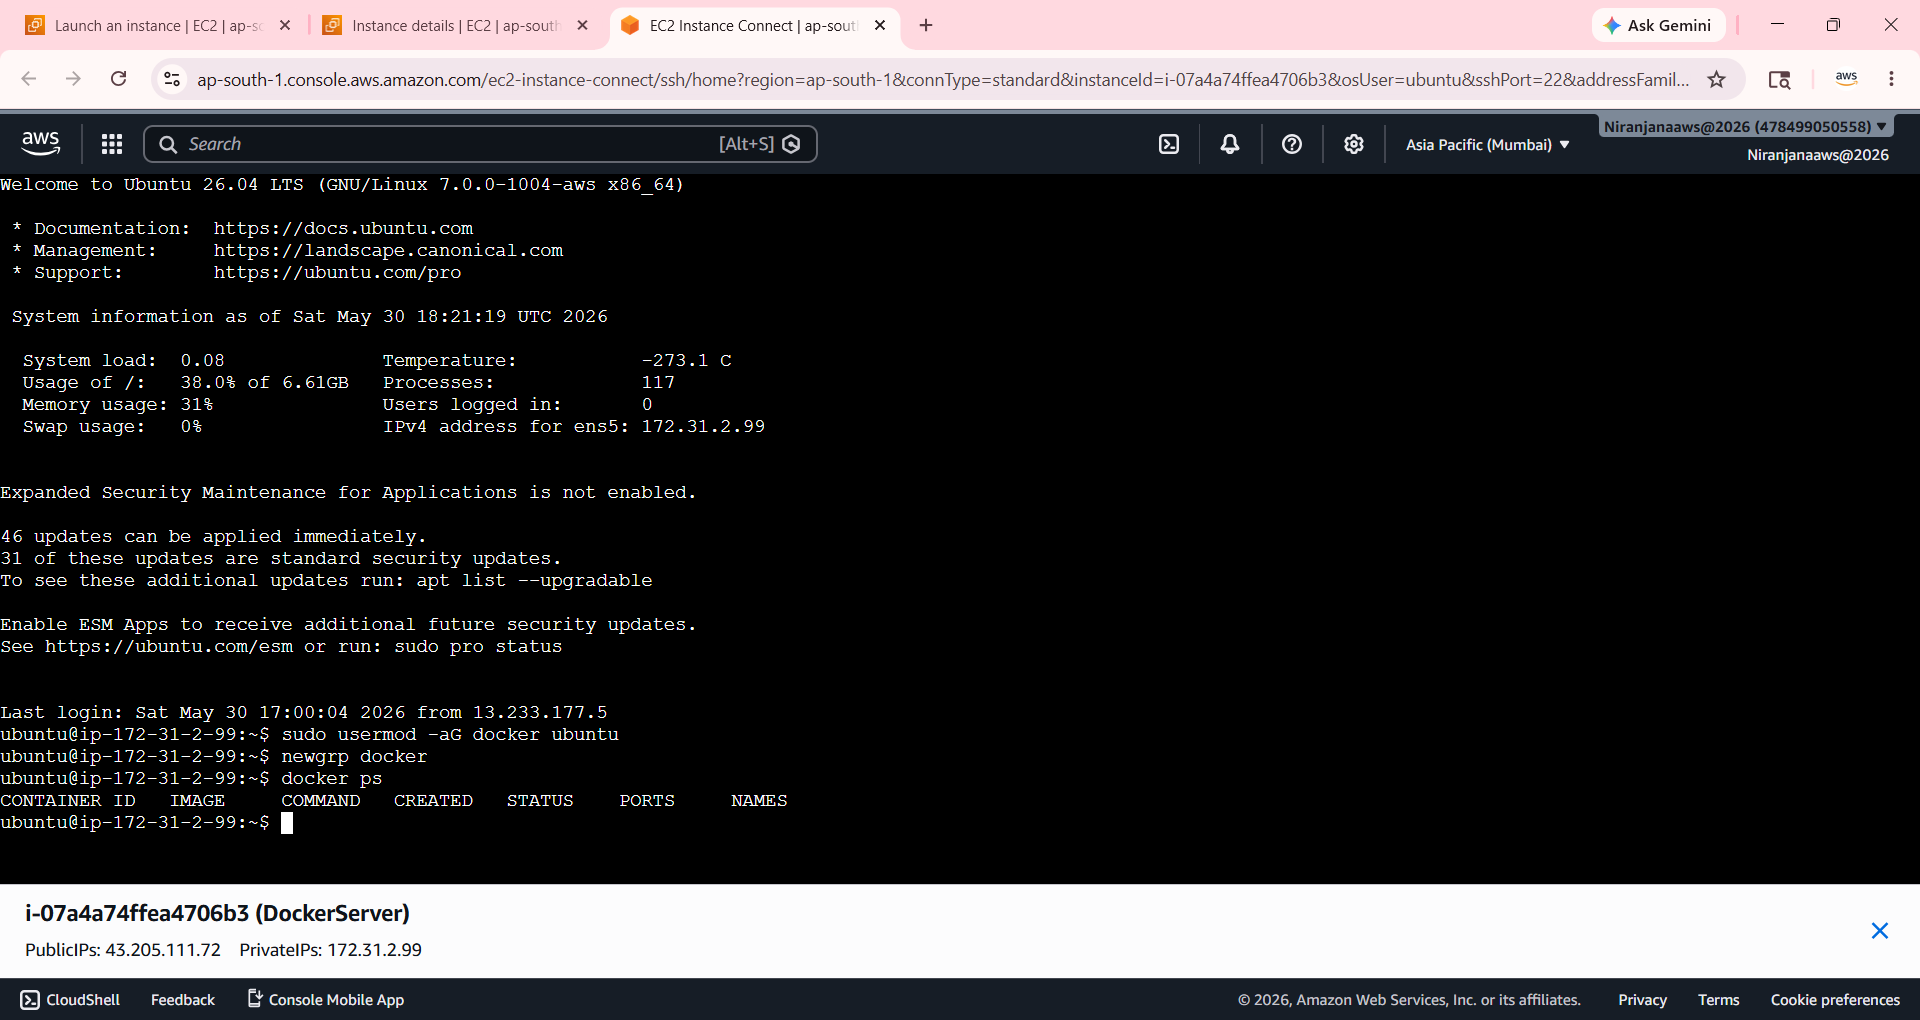 Launch an instance | EC2 | ap-so
Instance details | EC2 | ap-south
EC2 Instance Connect | ap-sout
Ask Gemini
ap-south-1.console.aws.amazon.com/ec2-instance-connect/ssh/home?region=ap-south-1&connType=standard&instanceId=i-07a4a74ffea4706b3&osUser=ubuntu&sshPort=22&addressFamil...
aws
aws
Search
[Alt+S]
Asia Pacific (Mumbai) ▼
Niranjanaaws@2026 (478499050558) ▼
Niranjanaaws@2026
Welcome to Ubuntu 26.04 LTS (GNU/Linux 7.0.0-1004-aws x86_64)
* Documentation:  https://docs.ubuntu.com
* Management:     https://landscape.canonical.com
* Support:        https://ubuntu.com/pro
System information as of Sat May 30 18:21:19 UTC 2026
System load:  0.08              Temperature:           -273.1 C
Usage of /:   38.0% of 6.61GB   Processes:             117
Memory usage: 31%               Users logged in:       0
Swap usage:   0%                IPv4 address for ens5: 172.31.2.99
Expanded Security Maintenance for Applications is not enabled.
46 updates can be applied immediately.
31 of these updates are standard security updates.
To see these additional updates run: apt list --upgradable
Enable ESM Apps to receive additional future security updates.
See https://ubuntu.com/esm or run: sudo pro status
Last login: Sat May 30 17:00:04 2026 from 13.233.177.5
ubuntu@ip-172-31-2-99:~$ sudo usermod -aG docker ubuntu
ubuntu@ip-172-31-2-99:~$ newgrp docker
ubuntu@ip-172-31-2-99:~$ docker ps
CONTAINER ID   IMAGE     COMMAND   CREATED   STATUS    PORTS     NAMES
ubuntu@ip-172-31-2-99:~$
i-07a4a74ffea4706b3 (DockerServer)
PublicIPs: 43.205.111.72   PrivateIPs: 172.31.2.99
CloudShell   Feedback   Console Mobile App
© 2026, Amazon Web Services, Inc. or its affiliates.   Privacy   Terms   Cookie preferences